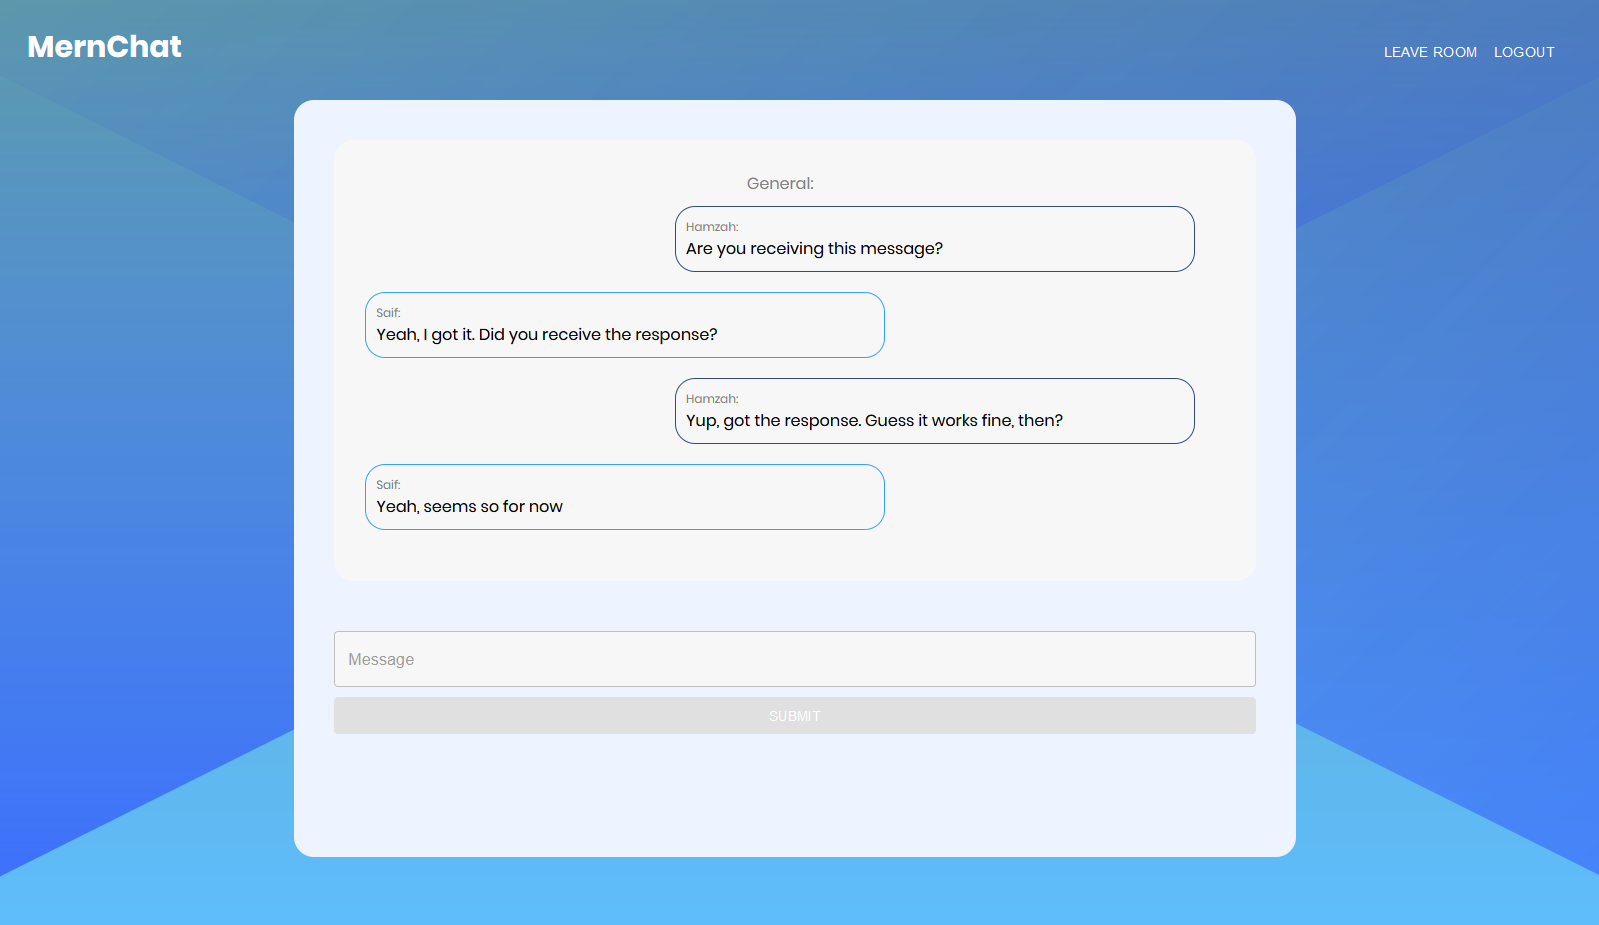 MernChat
LEAVE ROOM LOGOUT
General:
Hamzah:
Are you receiving this message?
Saif:
Yeah, I got it. Did you receive the response?
Hamzah:
Yup, got the response. Guess it works fine, then?
Saif:
Yeah, seems so for now
Message
SUBMIT